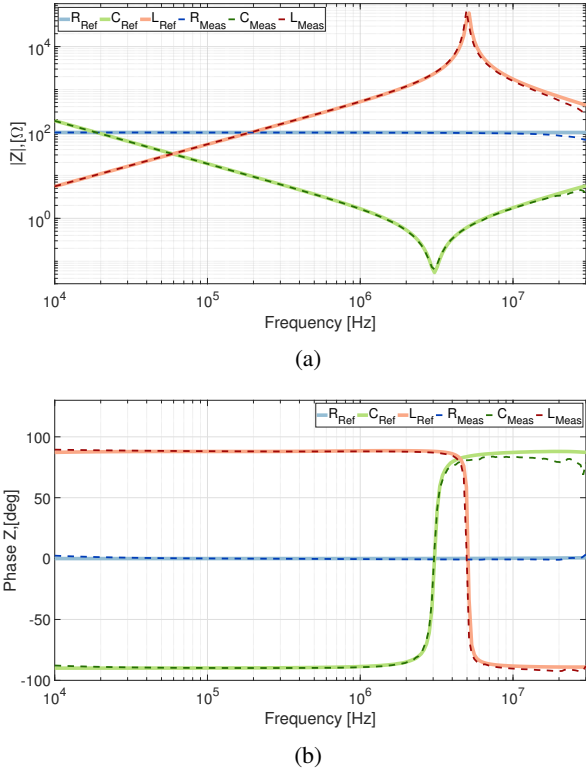 R_Ref C_Ref L_Ref R_Meas C_Meas L_Meas
10^4
10^2
10^0
|Z|,[Ω]
10^4 10^5 10^6 10^7
Frequency [Hz]
(a)
R_Ref C_Ref L_Ref R_Meas C_Meas L_Meas
100
50
0
-50
-100
Phase Z,[deg]
10^4 10^5 10^6 10^7
Frequency [Hz]
(b)